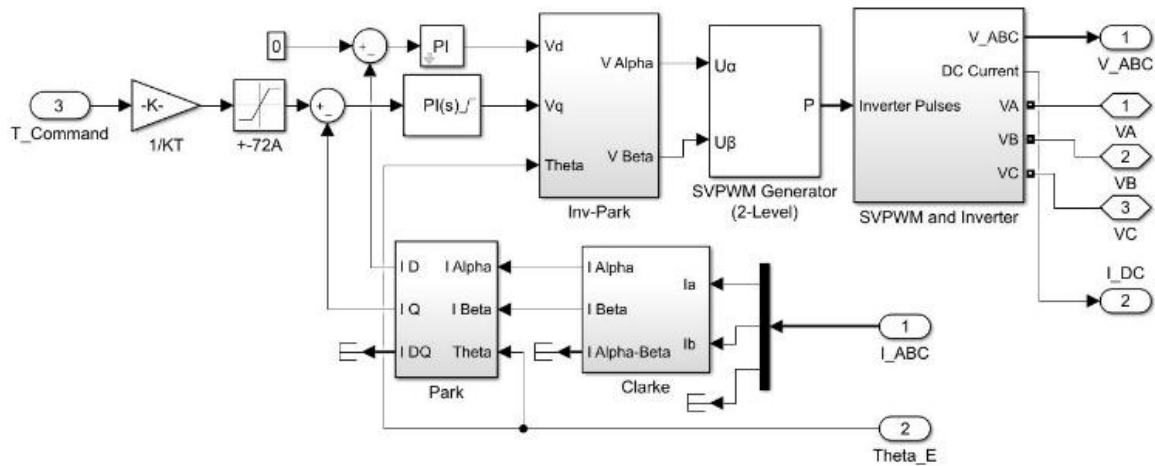 0
PI
3
T_Command
-K-
1/KT
+-72A
+
-
+
-
PI(s)
Vd
Vq
Theta
V Alpha
V Beta
Inv-Park
Uα
Uβ
P
SVPWM Generator
(2-Level)
Inverter Pulses
V_ABC
DC Current
VA
VB
VC
SVPWM and Inverter
1
V_ABC
1
VA
2
VB
3
VC
I_DC
2
I D
I Q
I DQ
I Alpha
I Beta
Theta
Park
I Alpha
I Beta
I Alpha-Beta
Ia
Ib
Clarke
1
I_ABC
2
Theta_E